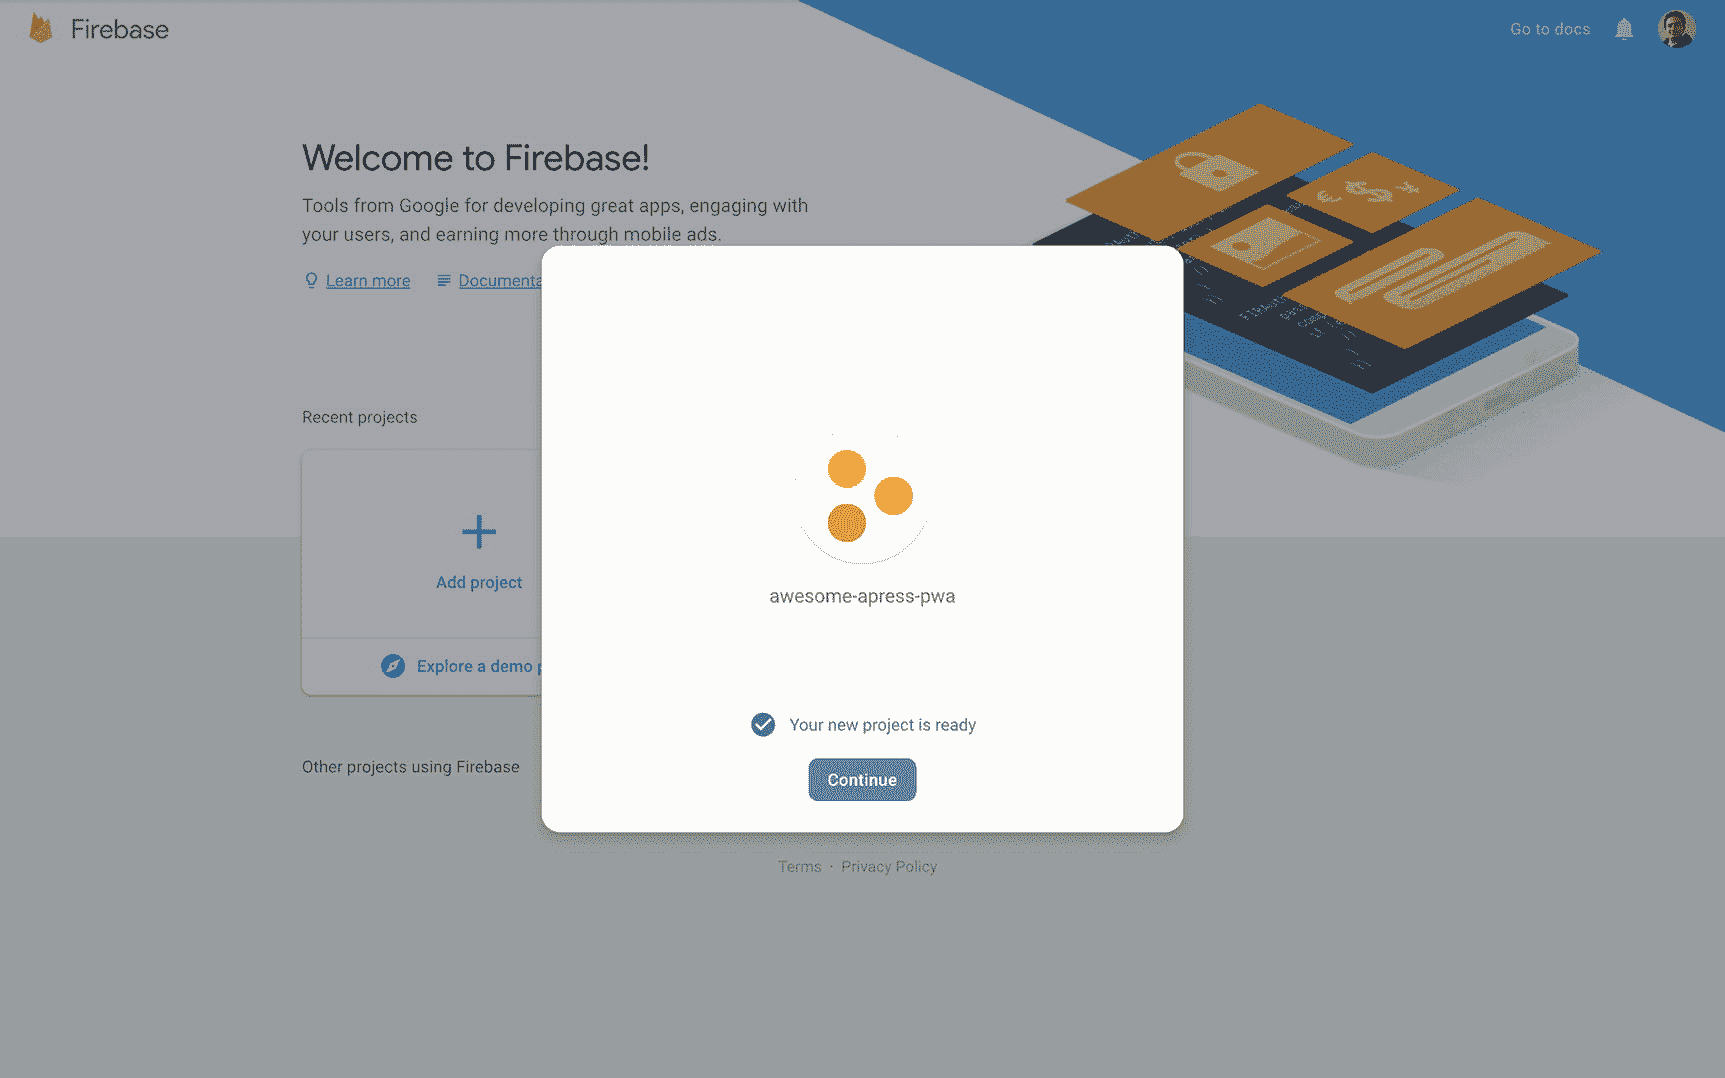 Firebase
Go to docs
Welcome to Firebase!
Tools from Google for developing great apps, engaging with
your users, and earning more through mobile ads.
Learn more
Recent projects
Add project
Explore a demo
Other projects using Firebase
awesome-apress-pwa
Your new project is ready
Continue
Terms · Privacy Policy